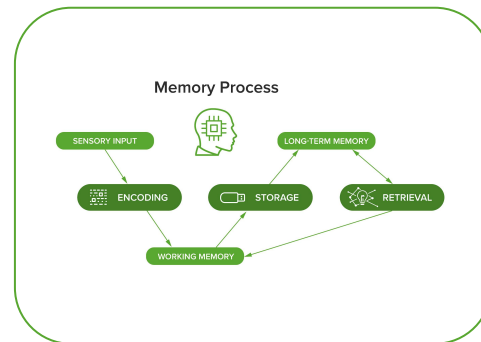 Memory Process
SENSORY INPUT
LONG-TERM MEMORY
ENCODING
STORAGE
RETRIEVAL
WORKING MEMORY